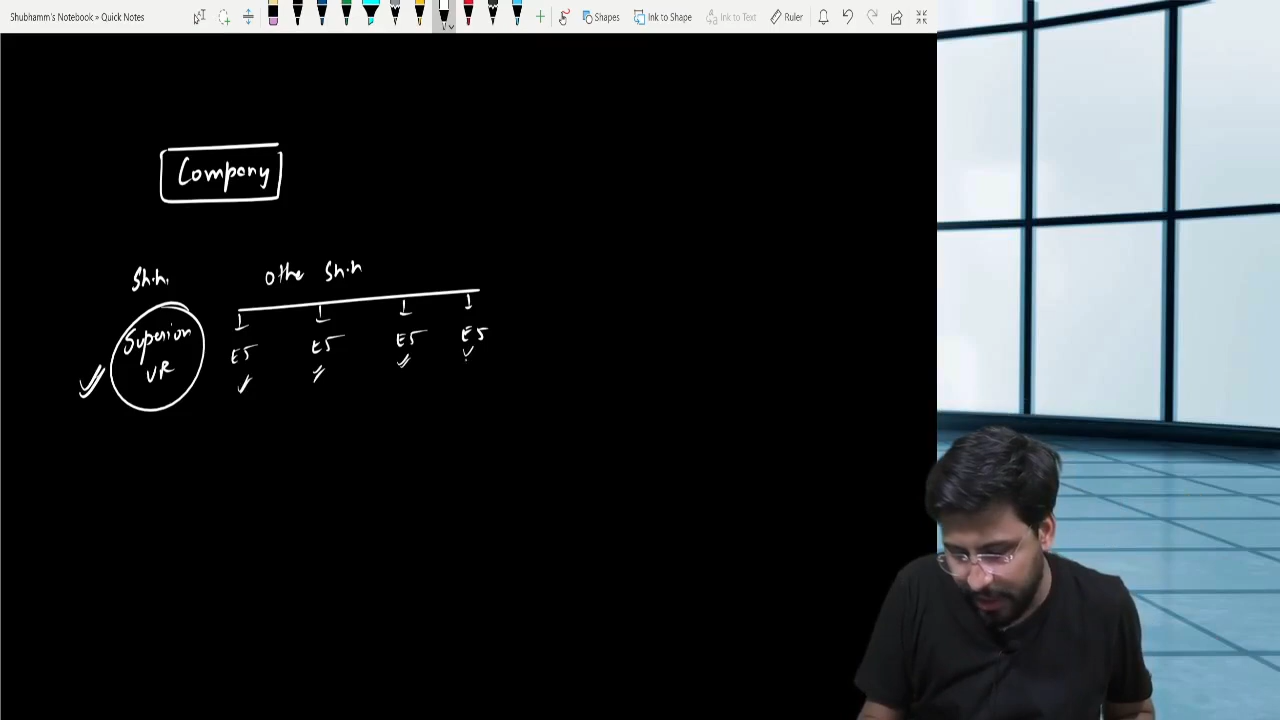 Shubhamm's Notebook » Quick Notes
Shapes
Ink to Shape
Ink to Text
Ruler
Company
Sh.h.
Othe Sh.h
Superior
VR
ES
ES
ES
ES